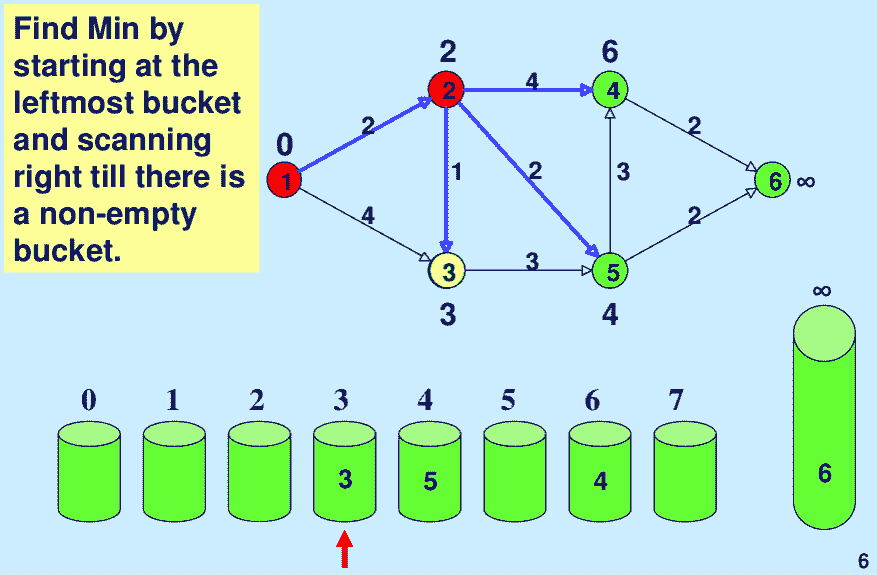 Find Min by
starting at the
leftmost bucket
and scanning
right till there is
a non-empty
bucket.
2 6
2 4 4
0 2 2
1 1 2 3 6 ∞
4 2
3 3 5
3 4
∞
0 1 2 3 4 5 6 7
3 5 4 6
6